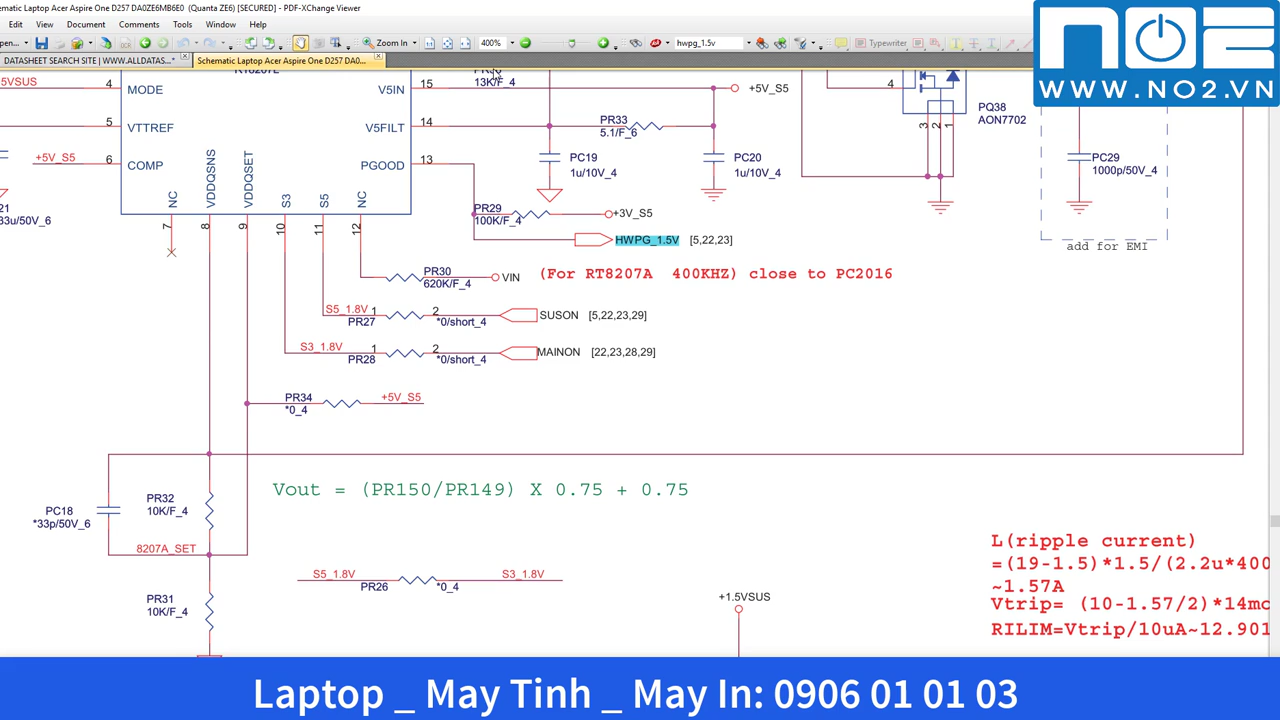 ematic Laptop Acer Aspire One D257 DA0ZE6MB6E0 (Quanta ZE6) [SECURED] - PDF-XChange Viewer
Edit View Document Comments Tools Window Help
pen... Zoom In 400% hwpg_1.5v Typewriter
DATASHEET SEARCH SITE | WWW.ALLDATAS...* Schematic Laptop Acer Aspire One D257 DA0...
NO2
WWW.NO2.VN
5VSUS 4 MODE V5IN 15 13K/F_4 +5V_S5 4
PQ38
AON7702
5 VTTREF V5FILT 14 PR33
5.1/F_6
3 2 1
+5V_S5 6 COMP PGOOD 13
PC19
1u/10V_4
PC20
1u/10V_4
PC29
1000p/50V_4
21
33u/50V_6
NC VDDQSNS VDDQSET S3 S5 NC
7 8 9 10 11 12
PR29
100K/F_4
+3V_S5
HWPG_1.5V [5,22,23]
add for EMI
PR30
620K/F_4
VIN
(For RT8207A 400KHZ) close to PC2016
S5_1.8V 1 2 SUSON [5,22,23,29]
PR27 *0/short_4
S3_1.8V 1 2 MAINON [22,23,28,29]
PR28 *0/short_4
PR34
*0_4
+5V_S5
Vout = (PR150/PR149) X 0.75 + 0.75
PC18
*33p/50V_6
PR32
10K/F_4
8207A_SET
L(ripple current)
=(19-1.5)*1.5/(2.2u*400
~1.57A
Vtrip= (10-1.57/2)*14mo
RILIM=Vtrip/10uA~12.901
S5_1.8V S3_1.8V
PR26 *0_4
PR31
10K/F_4
+1.5VSUS
Laptop _ May Tinh _ May In: 0906 01 01 03